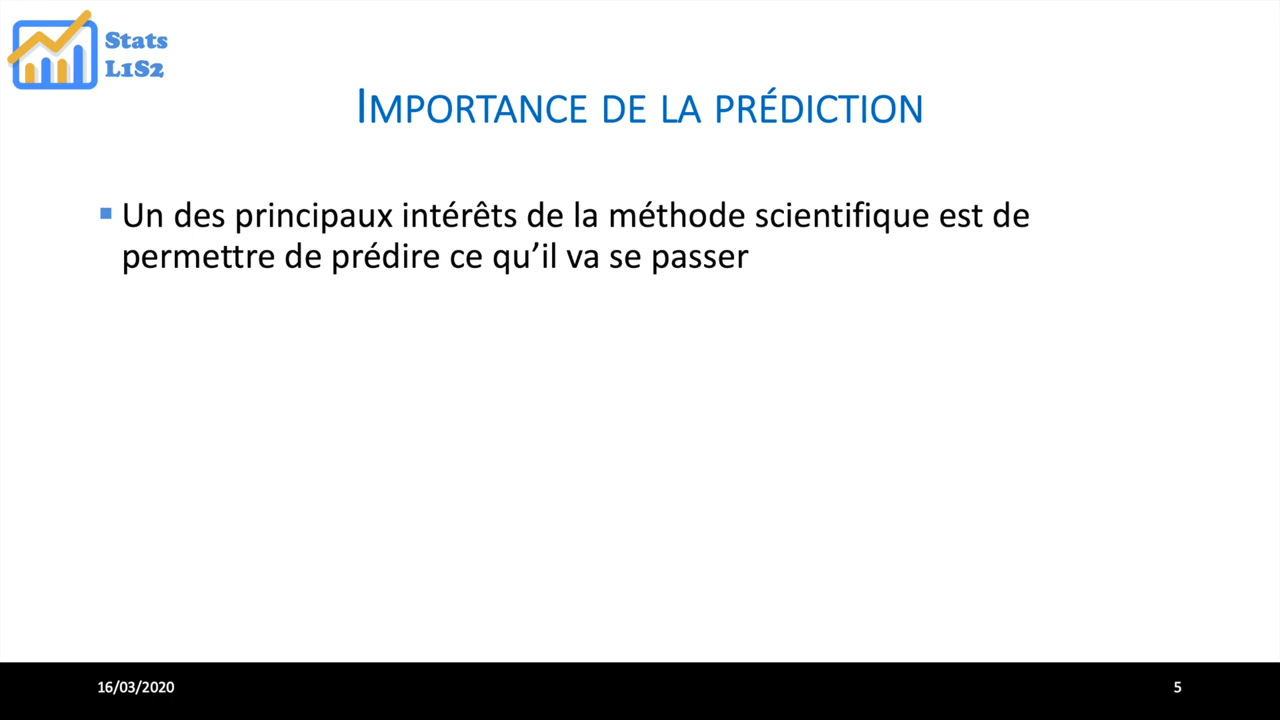 Stats
L1S2
IMPORTANCE DE LA PRÉDICTION
▪ Un des principaux intérêts de la méthode scientifique est de
permettre de prédire ce qu’il va se passer
16/03/2020
5